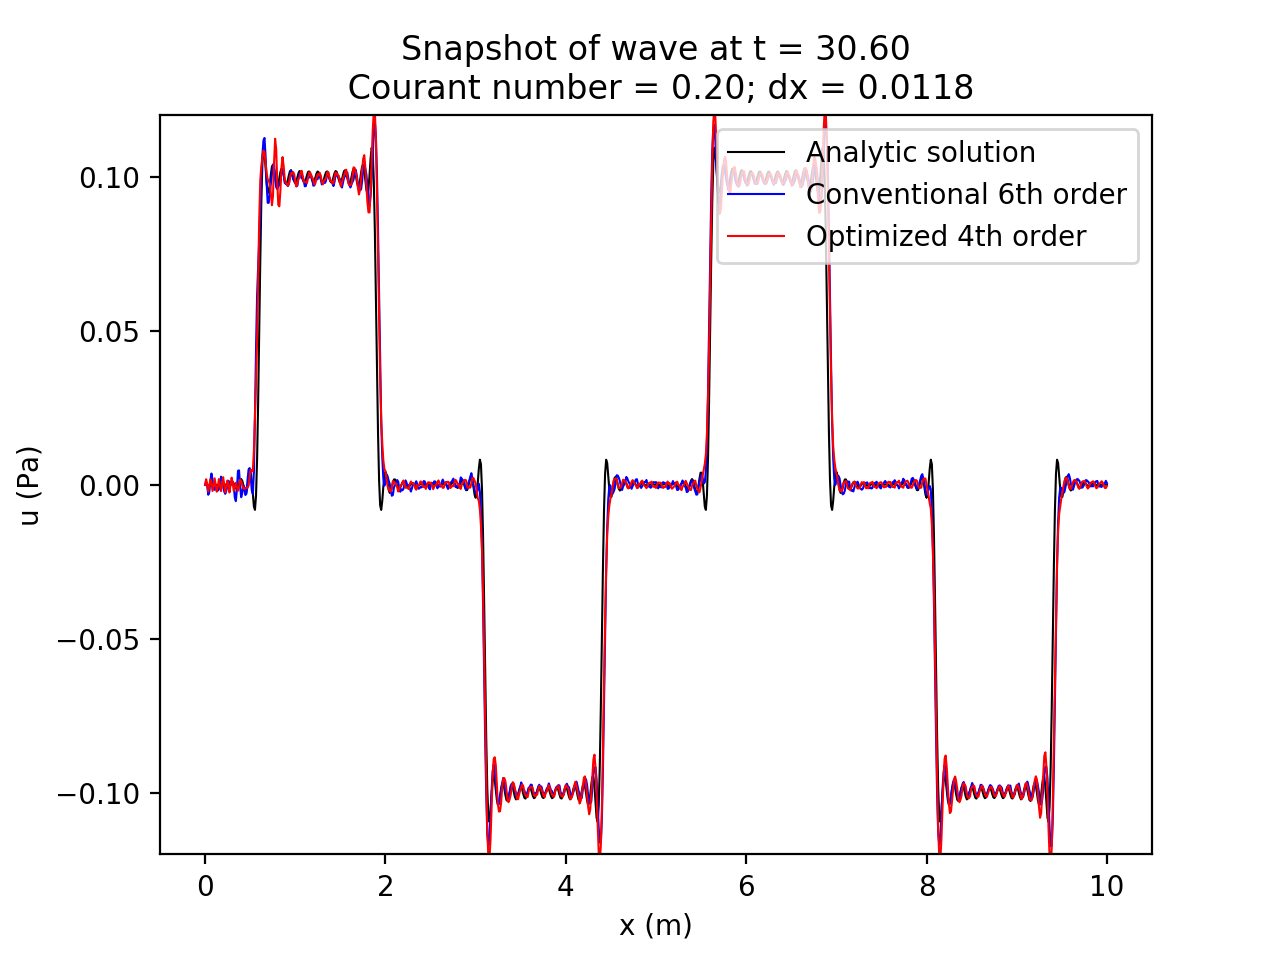 Snapshot of wave at t = 30.60
Courant number = 0.20; dx = 0.0118
Analytic solution
Conventional 6th order
Optimized 4th order
0.10
0.05
0.00
−0.05
−0.10
u (Pa)
0 2 4 6 8 10
x (m)